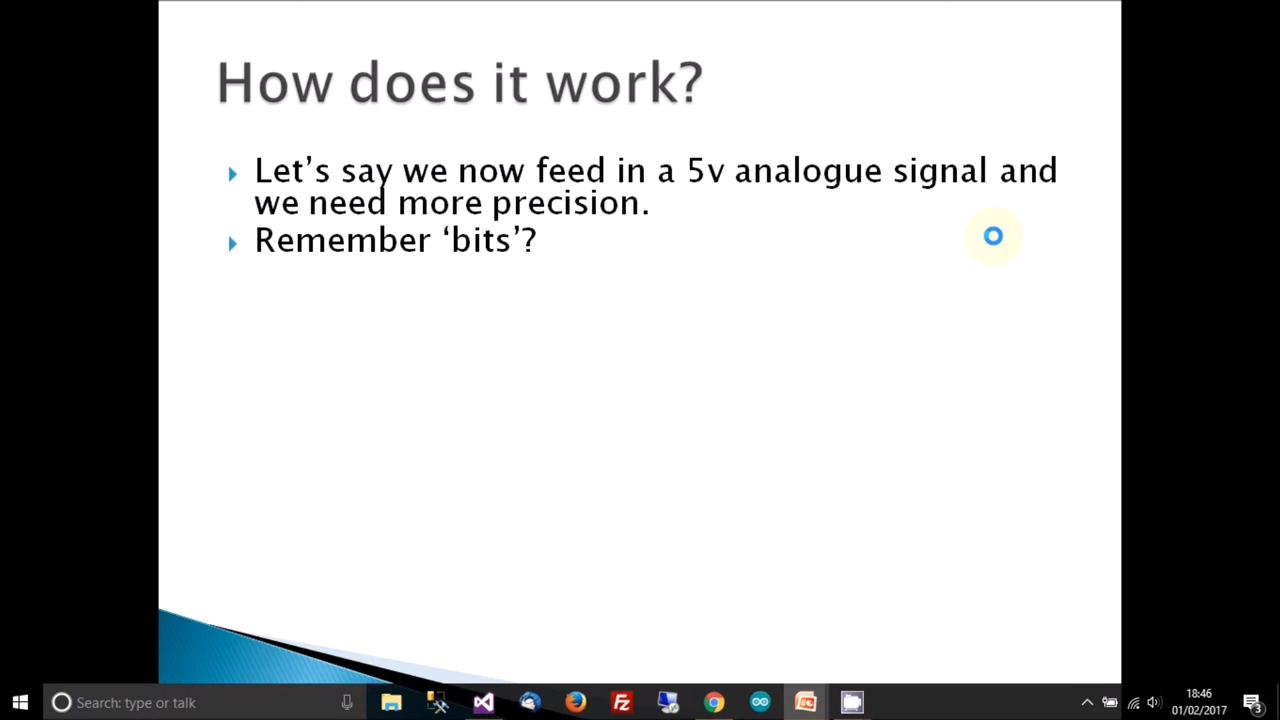 How does it work?
Let's say we now feed in a 5v analogue signal and
we need more precision.
Remember ‘bits’?
Search: type or talk
18:46
01/02/2017
3